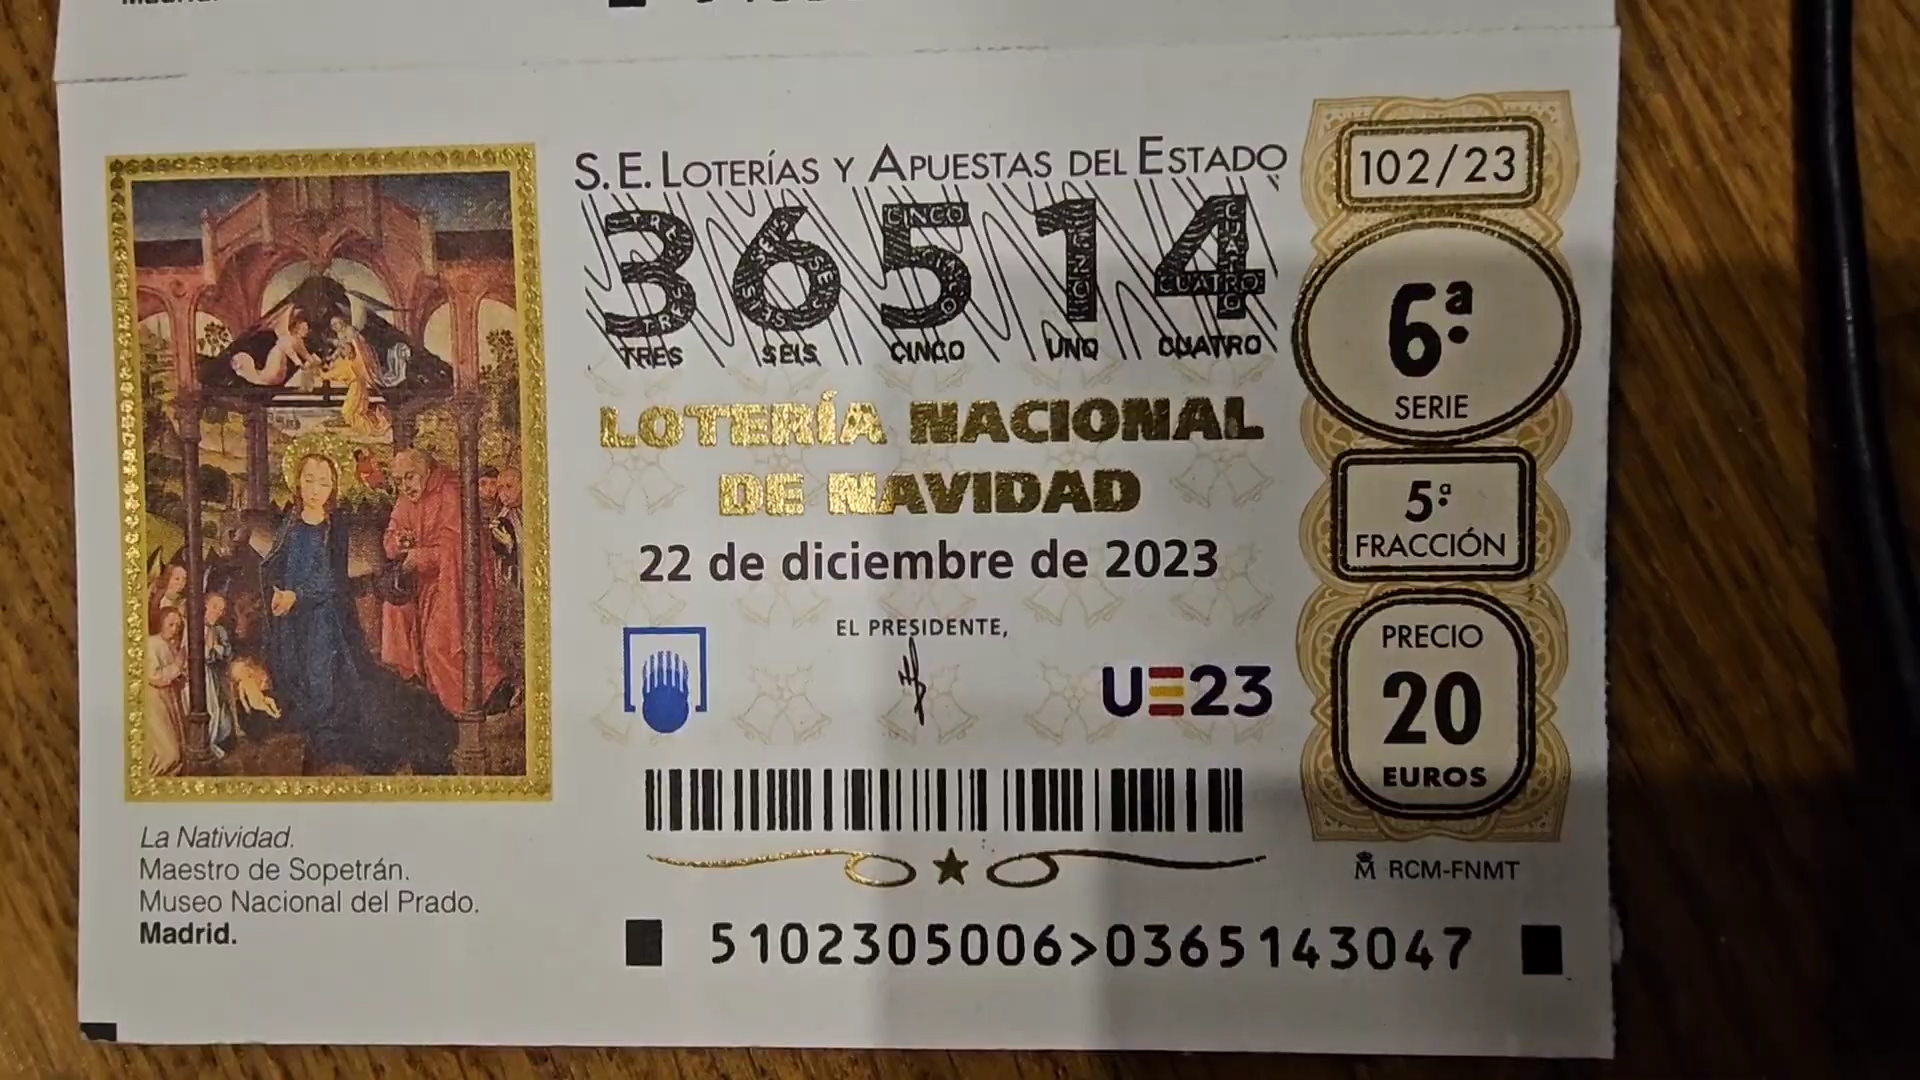 S.E. LOTERÍAS Y APUESTAS DEL ESTADO
36514
TRES SEIS CINCO UNO CUATRO
LOTERÍA NACIONAL
DE NAVIDAD
22 de diciembre de 2023
EL PRESIDENTE,
UE23
5102305006>0365143047
102/23
6ª
SERIE
5ª
FRACCIÓN
PRECIO
20
EUROS
RCM-FNMT
La Natividad.
Maestro de Sopetrán.
Museo Nacional del Prado.
Madrid.